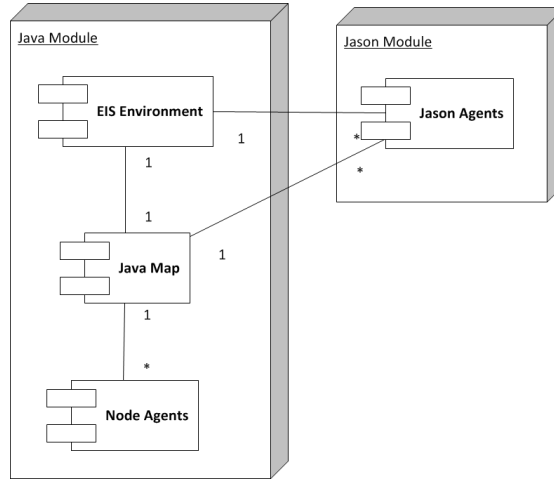 Java Module
Jason Module
EIS Environment
Jason Agents
1
*
1
*
1
1
Java Map
1
*
Node Agents